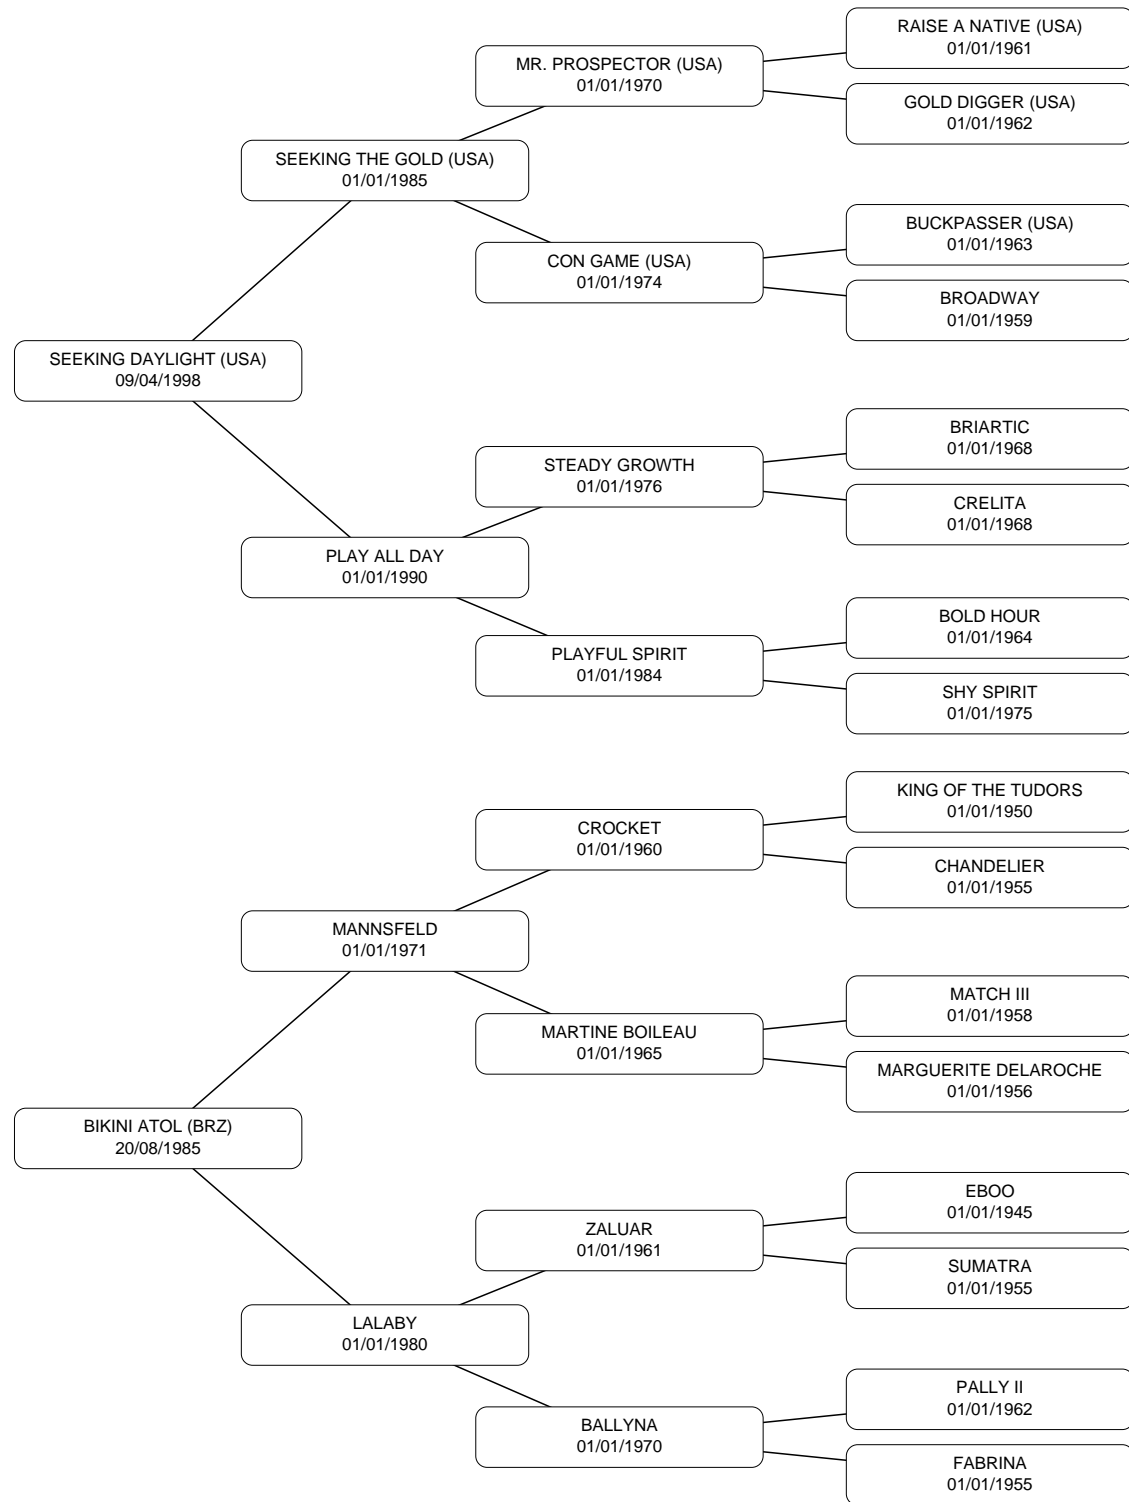 RAISE A NATIVE (USA)
01/01/1961
MR. PROSPECTOR (USA)
01/01/1970
GOLD DIGGER (USA)
01/01/1962
SEEKING THE GOLD (USA)
01/01/1985
BUCKPASSER (USA)
01/01/1963
CON GAME (USA)
01/01/1974
BROADWAY
01/01/1959
SEEKING DAYLIGHT (USA)
09/04/1998
BRIARTIC
01/01/1968
STEADY GROWTH
01/01/1976
CRELITA
01/01/1968
PLAY ALL DAY
01/01/1990
BOLD HOUR
01/01/1964
PLAYFUL SPIRIT
01/01/1984
SHY SPIRIT
01/01/1975
KING OF THE TUDORS
01/01/1950
CROCKET
01/01/1960
CHANDELIER
01/01/1955
MANNSFELD
01/01/1971
MATCH III
01/01/1958
MARTINE BOILEAU
01/01/1965
MARGUERITE DELAROCHE
01/01/1956
BIKINI ATOL (BRZ)
20/08/1985
EBOO
01/01/1945
ZALUAR
01/01/1961
SUMATRA
01/01/1955
LALABY
01/01/1980
PALLY II
01/01/1962
BALLYNA
01/01/1970
FABRINA
01/01/1955